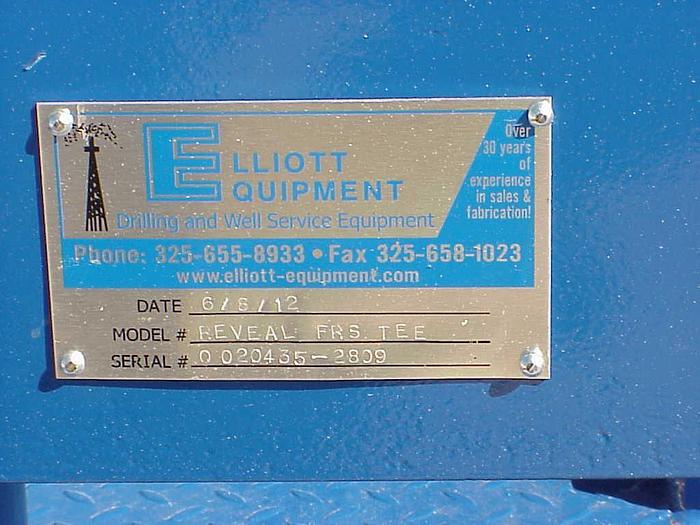 ELLIOTT
EQUIPMENT
Drilling and Well Service Equipment
Over
30 years
of
experience
in sales &
fabrication!
Phone: 325-655-8933 • Fax 325-658-1023
www.elliott-equipment.com
DATE 6/8/12
MODEL # REVEAL FRS TEE
SERIAL # 0020435-2809